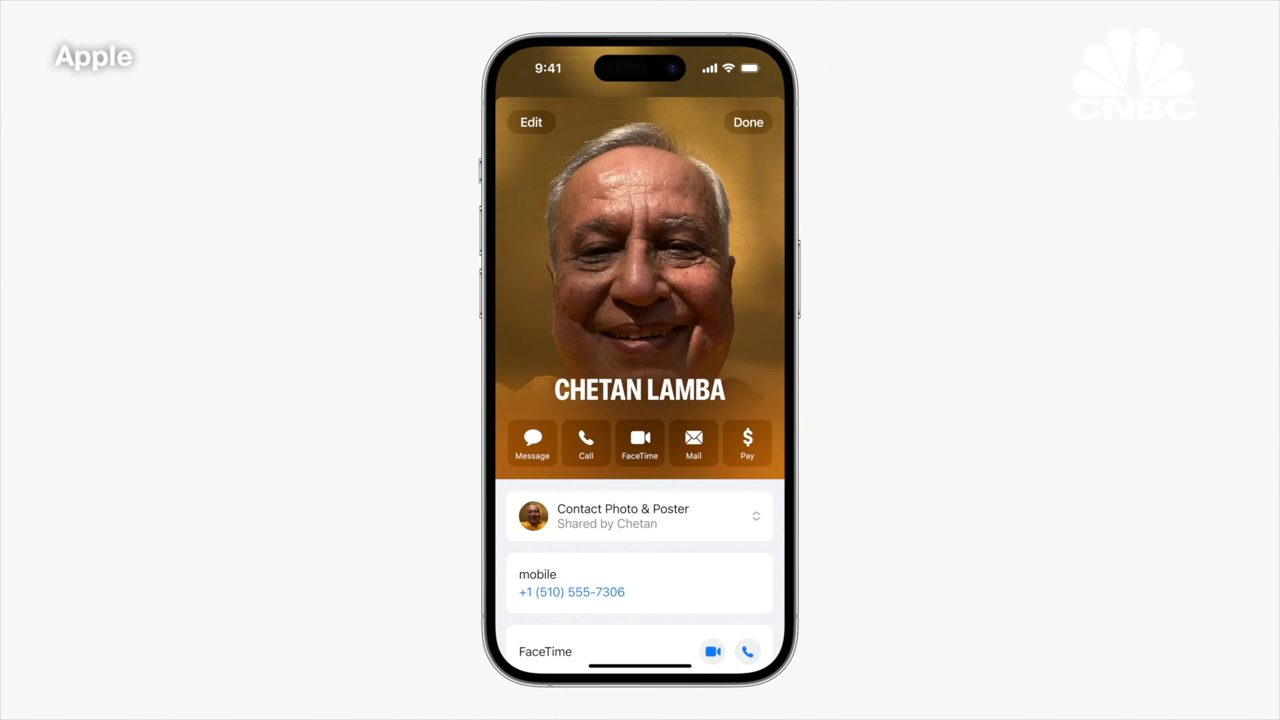 Apple
CNBC
9:41
Edit
Done
CHETAN LAMBA
Message
Call
FaceTime
Mail
$
Pay
Contact Photo & Poster
Shared by Chetan
mobile
+1 (510) 555-7306
FaceTime